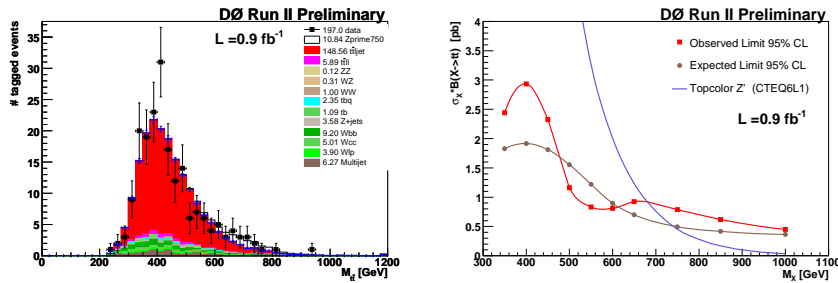 DØ Run II Preliminary
L =0.9 fb-1
# tagged events
35
30
25
20
15
10
5
0
197.0 data
10.84 Zprime750
148.56 ttljet
5.89 ttll
0.12 ZZ
0.31 WZ
1.00 WW
2.35 tbq
1.09 tb
3.58 Z+jets
9.20 Wbb
5.01 Wcc
3.90 Wlp
6.27 Multijet
0 200 400 600 800 1000 1200
Mtt [GeV]
DØ Run II Preliminary
σX*B(X->tt) [pb]
4
3.5
3
2.5
2
1.5
1
0.5
0
Observed Limit 95% CL
Expected Limit 95% CL
Topcolor Z' (CTEQ6L1)
L =0.9 fb-1
300 400 500 600 700 800 900 1000 1100
MX [GeV]